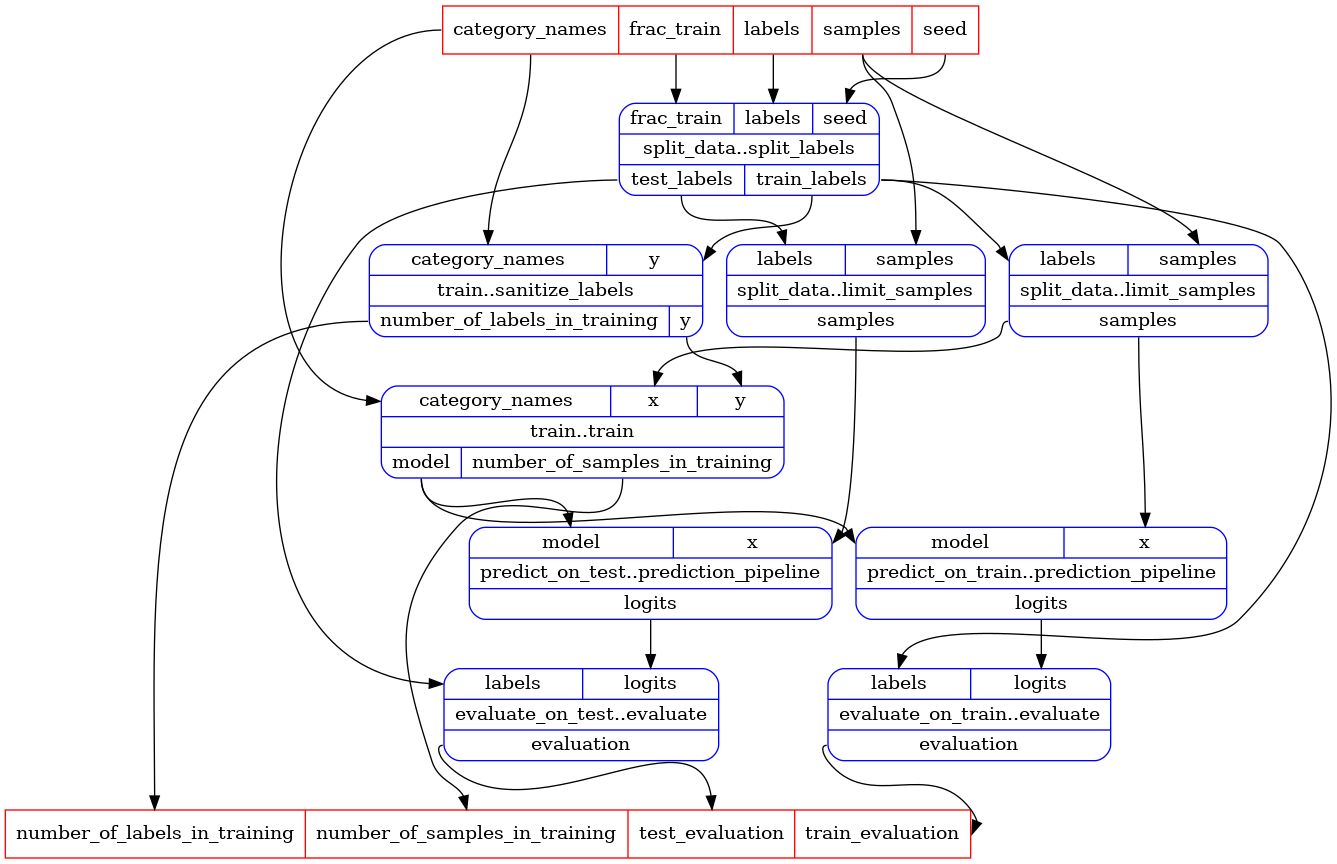 category_names frac_train labels samples seed
frac_train labels seed
split_data..split_labels
test_labels train_labels
category_names y
train..sanitize_labels
number_of_labels_in_training y
labels samples
split_data..limit_samples
samples
labels samples
split_data..limit_samples
samples
category_names x y
train..train
model number_of_samples_in_training
model x
predict_on_test..prediction_pipeline
logits
model x
predict_on_train..prediction_pipeline
logits
labels logits
evaluate_on_test..evaluate
evaluation
labels logits
evaluate_on_train..evaluate
evaluation
number_of_labels_in_training number_of_samples_in_training test_evaluation train_evaluation